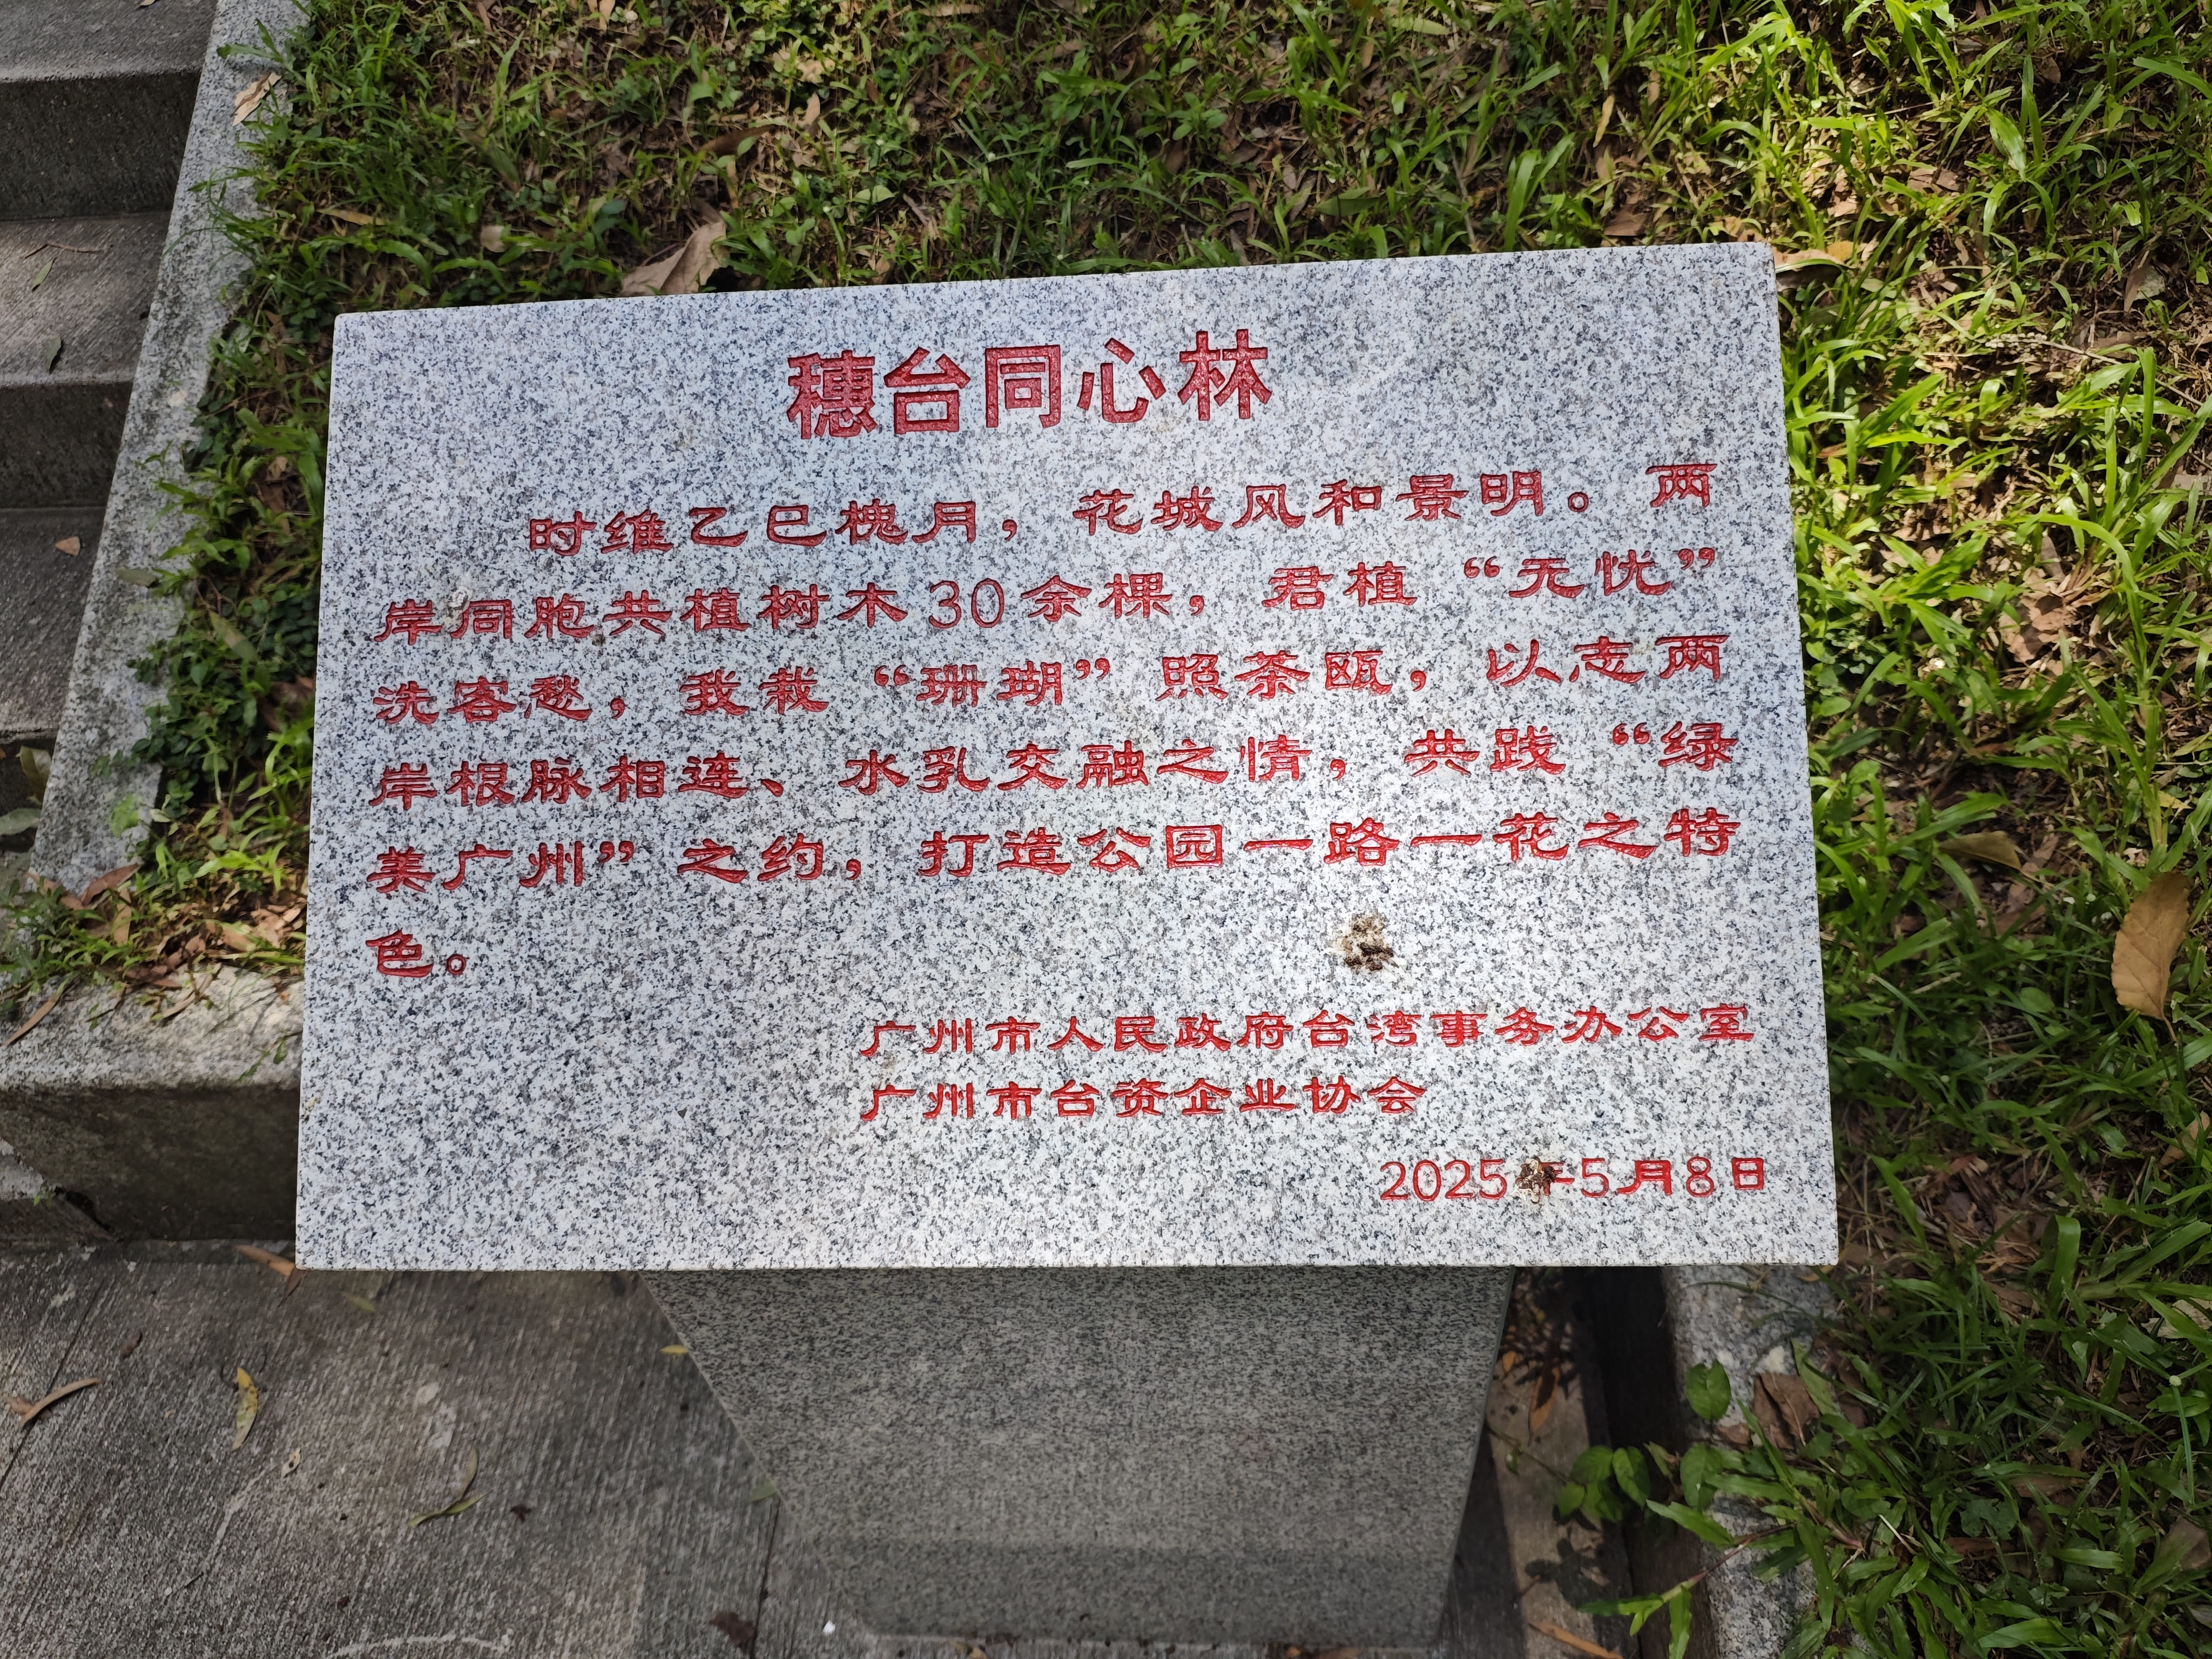 穗台同心林
时维乙巳槐月，花城风和景明。两
岸同胞共植树木30余棵，君植“无忧”
洗客愁，我栽“珊瑚”照茶瓯，以志两
岸根脉相连、水乳交融之情，共践“绿
美广州”之约，打造公园一路一花之特
色。
广州市人民政府台湾事务办公室
广州市台资企业协会
2025年5月8日